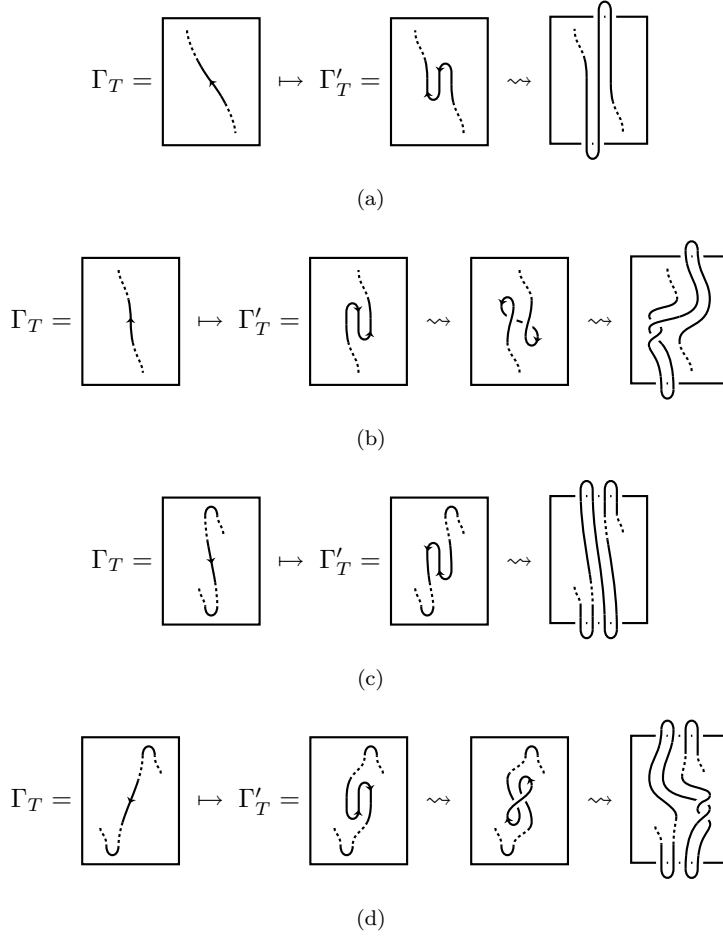 Γ_T = ↦ Γ′_T = ⇝
(a)
Γ_T = ↦ Γ′_T = ⇝ ⇝
(b)
Γ_T = ↦ Γ′_T = ⇝
(c)
Γ_T = ↦ Γ′_T = ⇝ ⇝
(d)